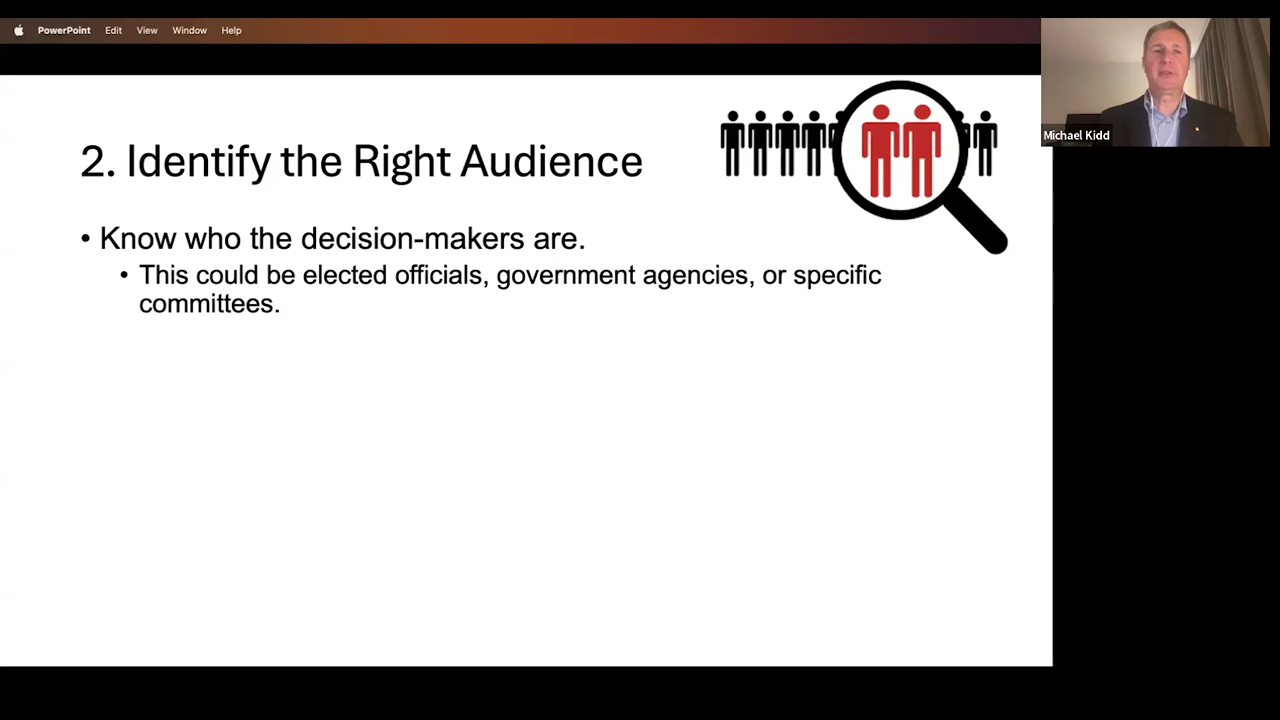 PowerPoint Edit View Window Help
Michael Kidd
2. Identify the Right Audience
• Know who the decision-makers are.
• This could be elected officials, government agencies, or specific
committees.